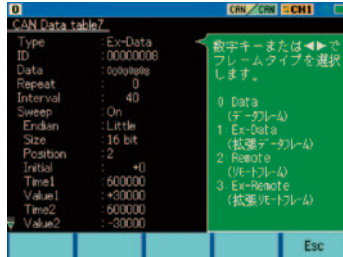 0
CAN/CAN
CH1
CAN Data table7
Type : Ex-Data
ID : 00000008
Data
Repeat : 0
Interval : 40
Sweep : On
Endian : Little
Size : 16 bit
Position : 2
Initial : +0
Time1 : 600000
Value1 : +30000
Time2 : 600000
Value2 : -30000
数字キーまたは◀▶で
フレームタイプを選択
します。
0: Data
(データフレーム)
1: Ex-Data
(拡張データフレーム)
2: Remote
(リモートフレーム)
3: Ex-Remote
(拡張リモートフレーム)
Esc